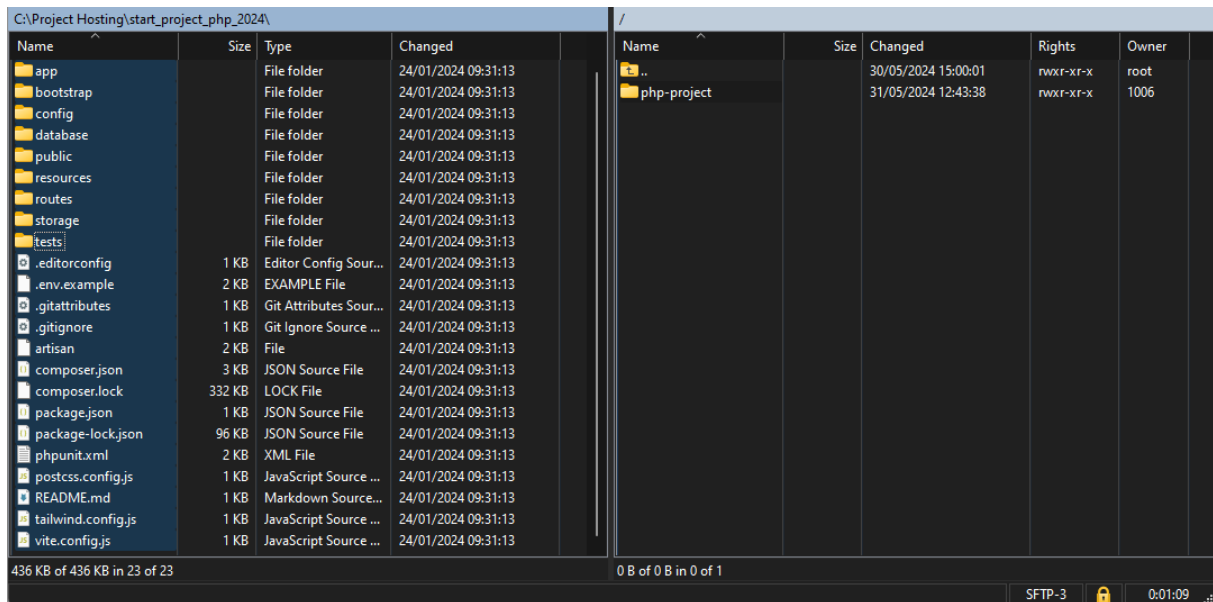 C:\Project Hosting\start_project_php_2024\
Name Size Type Changed
app File folder 24/01/2024 09:31:13
bootstrap File folder 24/01/2024 09:31:13
config File folder 24/01/2024 09:31:13
database File folder 24/01/2024 09:31:13
public File folder 24/01/2024 09:31:13
resources File folder 24/01/2024 09:31:13
routes File folder 24/01/2024 09:31:13
storage File folder 24/01/2024 09:31:13
tests File folder 24/01/2024 09:31:13
.editorconfig 1 KB Editor Config Sour... 24/01/2024 09:31:13
.env.example 2 KB EXAMPLE File 24/01/2024 09:31:13
.gitattributes 1 KB Git Attributes Sour... 24/01/2024 09:31:13
.gitignore 1 KB Git Ignore Source ... 24/01/2024 09:31:13
artisan 2 KB File 24/01/2024 09:31:13
composer.json 3 KB JSON Source File 24/01/2024 09:31:13
composer.lock 332 KB LOCK File 24/01/2024 09:31:13
package.json 1 KB JSON Source File 24/01/2024 09:31:13
package-lock.json 96 KB JSON Source File 24/01/2024 09:31:13
phpunit.xml 2 KB XML File 24/01/2024 09:31:13
postcss.config.js 1 KB JavaScript Source ... 24/01/2024 09:31:13
README.md 1 KB Markdown Source... 24/01/2024 09:31:13
tailwind.config.js 1 KB JavaScript Source ... 24/01/2024 09:31:13
vite.config.js 1 KB JavaScript Source ... 24/01/2024 09:31:13
436 KB of 436 KB in 23 of 23
/
Name Size Changed Rights Owner
.. 30/05/2024 15:00:01 rwxr-xr-x root
php-project 31/05/2024 12:43:38 rwxr-xr-x 1006
0 B of 0 B in 0 of 1
SFTP-3 0:01:09